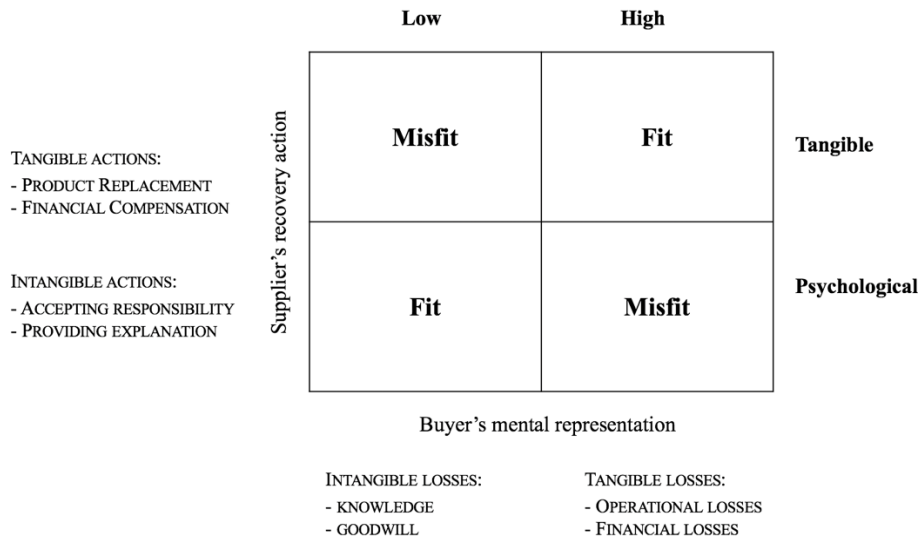 Low High
Misfit Fit
Tangible
TANGIBLE ACTIONS:
- PRODUCT REPLACEMENT
- FINANCIAL COMPENSATION
Supplier's recovery action
INTANGIBLE ACTIONS:
- ACCEPTING RESPONSIBILITY
- PROVIDING EXPLANATION
Fit Misfit
Psychological
Buyer's mental representation
INTANGIBLE LOSSES:
- KNOWLEDGE
- GOODWILL
TANGIBLE LOSSES:
- OPERATIONAL LOSSES
- FINANCIAL LOSSES